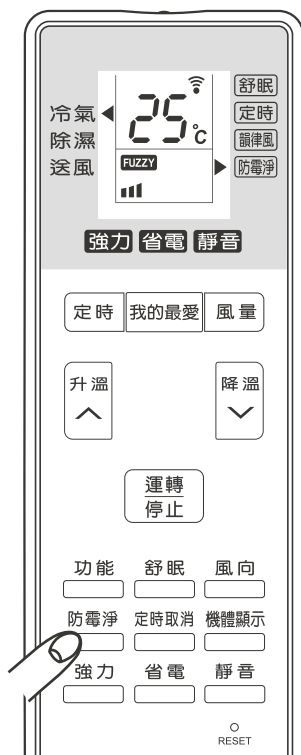 舒眠
冷氣 25℃ 定時
除濕 韻律風
送風 FUZZY 防霉淨
強力 省電 靜音
定時 我的最愛 風量
升溫 降溫
運轉
停止
功能 舒眠 風向
防霉淨 定時取消 機體顯示
強力 省電 靜音
RESET